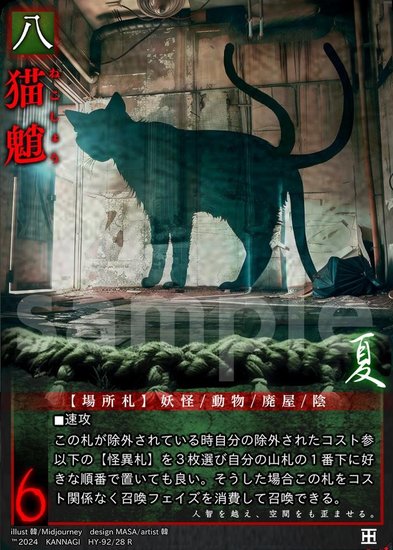 八
猫魈
ねこしょう
sample
夏
【場所札】妖怪/動物/廃屋/陰
■速攻
この札が除外されている時自分の除外されたコスト参
以下の【怪異札】を３枚選び自分の山札の１番下に好
きな順番で置いても良い。そうした場合この札をコス
ト関係なく召喚フェイズを消費して召喚できる。
人智を越え、空間をも歪ませる。
6
illust 韓/Midjourney design MASA/artist 韓
™2024 KANNAGI HY-92/28 R